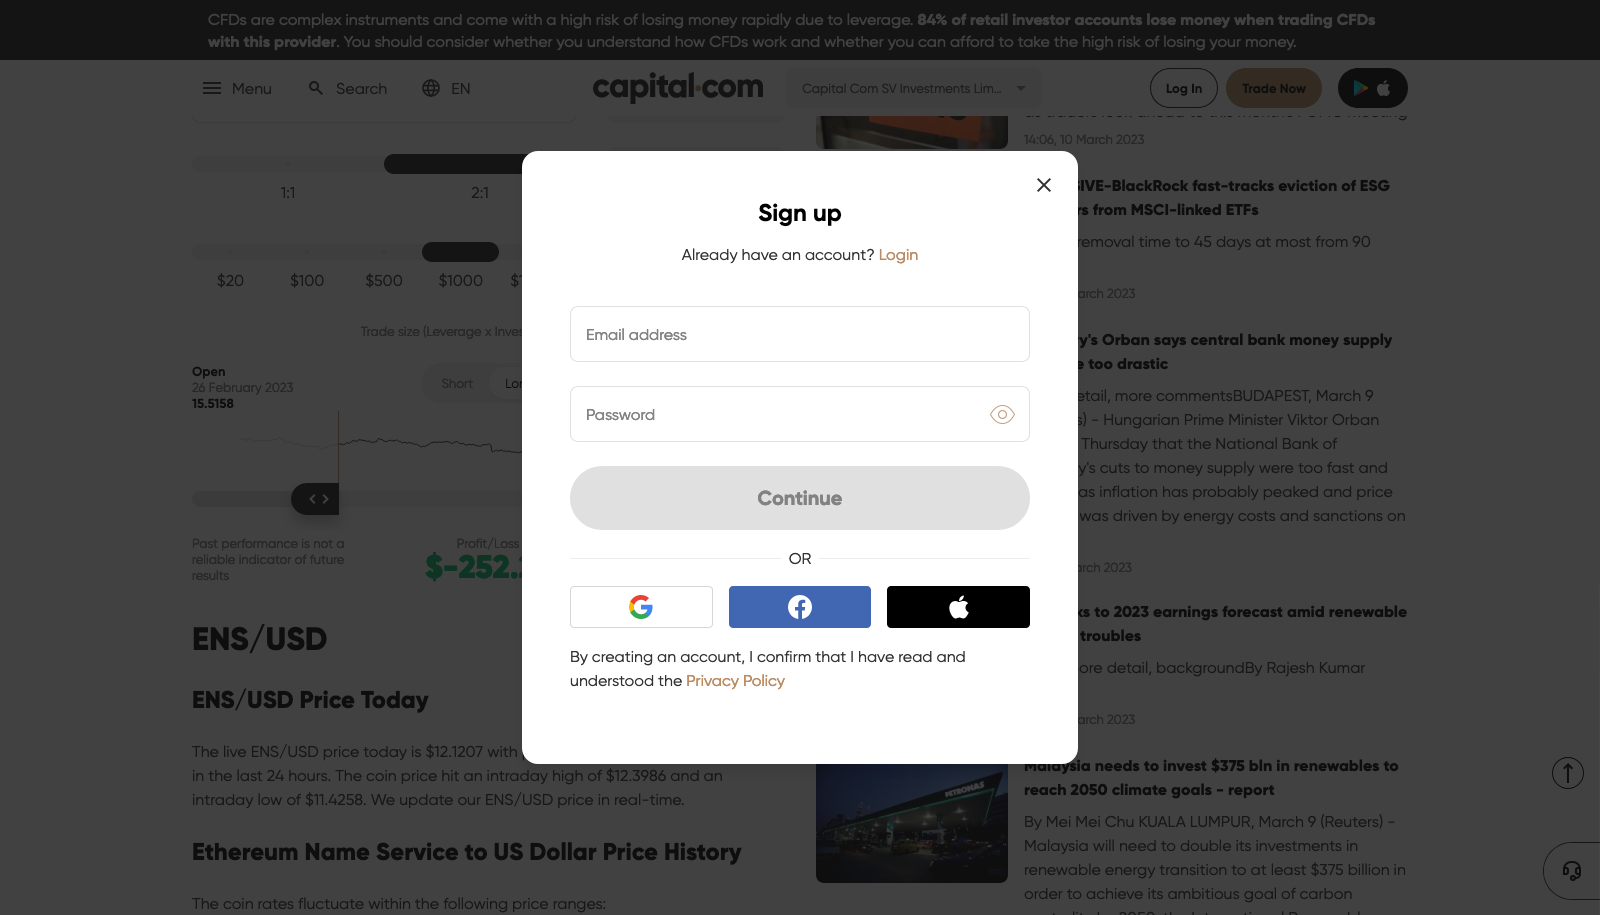 CFDs are complex instruments and come with a high risk of losing money rapidly due to leverage. 84% of retail investor accounts lose money when trading CFDs
with this provider. You should consider whether you understand how CFDs work and whether you can afford to take the high risk of losing your money.
Menu
Search
EN
capital.com
Capital Com SV Investments Lim...
Log In
Trade Now
1:1
2:1
$20
$100
$500
$1000
Trade size (Leverage x
Open
26 February 2023
15.5158
Short
Past performance is not a
reliable indicator of future
results
Profit/Loss
$-252.
ENS/USD
ENS/USD Price Today
The live ENS/USD price today is $12.1207 with
in the last 24 hours. The coin price hit an intraday high of $12.3986 and an
intraday low of $11.4258. We update our ENS/USD price in real-time.
Ethereum Name Service to US Dollar Price History
The coin rates fluctuate within the following price ranges:
Sign up
Already have an account? Login
Email address
Password
Continue
OR
By creating an account, I confirm that I have read and
understood the Privacy Policy
14:06, 10 March 2023
SIVE-BlackRock fast-tracks eviction of ESG
rs from MSCI-linked ETFs
removal time to 45 days at most from 90
arch 2023
ry's Orban says central bank money supply
e too drastic
etail, more commentsBUDAPEST, March 9
s) - Hungarian Prime Minister Viktor Orban
Thursday that the National Bank of
y's cuts to money supply were too fast and
as inflation has probably peaked and price
was driven by energy costs and sanctions on
arch 2023
ks to 2023 earnings forecast amid renewable
troubles
ore detail, backgroundBy Rajesh Kumar
arch 2023
PETRONAS
Malaysia needs to invest $375 bln in renewables to
reach 2050 climate goals - report
By Mei Mei Chu KUALA LUMPUR, March 9 (Reuters) -
Malaysia will need to double its investments in
renewable energy transition to at least $375 billion in
order to achieve its ambitious goal of carbon